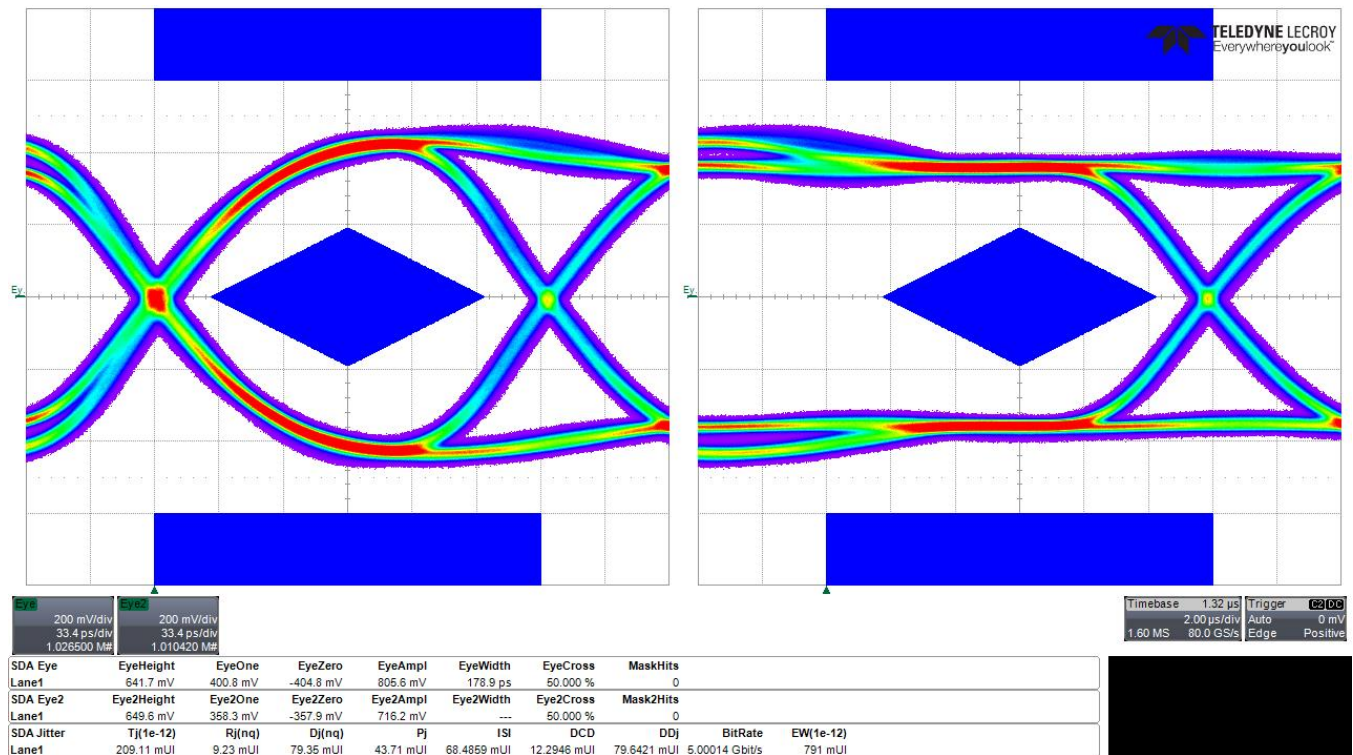 TELEDYNE LECROY
Everywhereyoulook™
Ey
Ey
Eye
200 mV/div
33.4 ps/div
1.026500 M#
Eye2
200 mV/div
33.4 ps/div
1.010420 M#
Timebase 1.32 µs
2.00 µs/div
1.60 MS 80.0 GS/s
Trigger C2 DC
Auto 0 mV
Edge Positive
SDA Eye EyeHeight EyeOne EyeZero EyeAmpl EyeWidth EyeCross MaskHits
Lane1 641.7 mV 400.8 mV -404.8 mV 805.6 mV 178.9 ps 50.000 % 0
SDA Eye2 Eye2Height Eye2One Eye2Zero Eye2Ampl Eye2Width Eye2Cross Mask2Hits
Lane1 649.6 mV 358.3 mV -357.9 mV 716.2 mV --- 50.000 % 0
SDA Jitter Tj(1e-12) Rj(nq) Dj(nq) Pj ISI DCD DDj BitRate EW(1e-12)
Lane1 209.11 mUI 9.23 mUI 79.35 mUI 43.71 mUI 68.4859 mUI 12.2946 mUI 79.6421 mUI 5.00014 Gbit/s 791 mUI